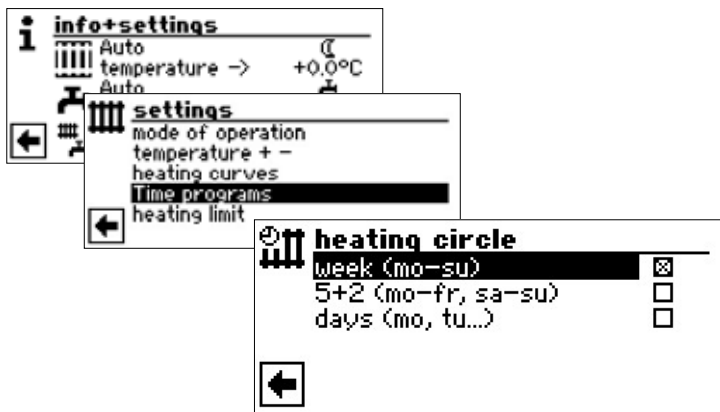 info+settings
Auto
temperature -> +0.0°C
Auto
settings
mode of operation
temperature + -
heating curves
Time programs
heating limit
heating circle
week (mo-su)
5+2 (mo-fr, sa-su)
days (mo, tu...)